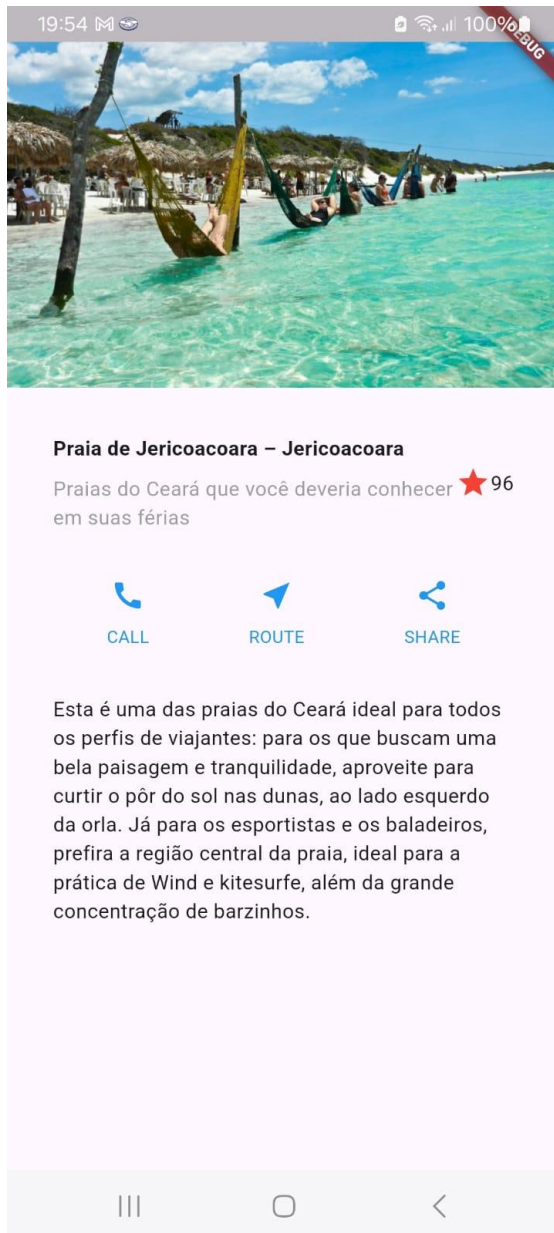 19:54
100%
DEBUG
Praia de Jericoacoara – Jericoacoara
Praias do Ceará que você deveria conhecer
em suas férias
96
CALL
ROUTE
SHARE
Esta é uma das praias do Ceará ideal para todos
os perfis de viajantes: para os que buscam uma
bela paisagem e tranquilidade, aproveite para
curtir o pôr do sol nas dunas, ao lado esquerdo
da orla. Já para os esportistas e os baladeiros,
prefira a região central da praia, ideal para a
prática de Wind e kitesurfe, além da grande
concentração de barzinhos.